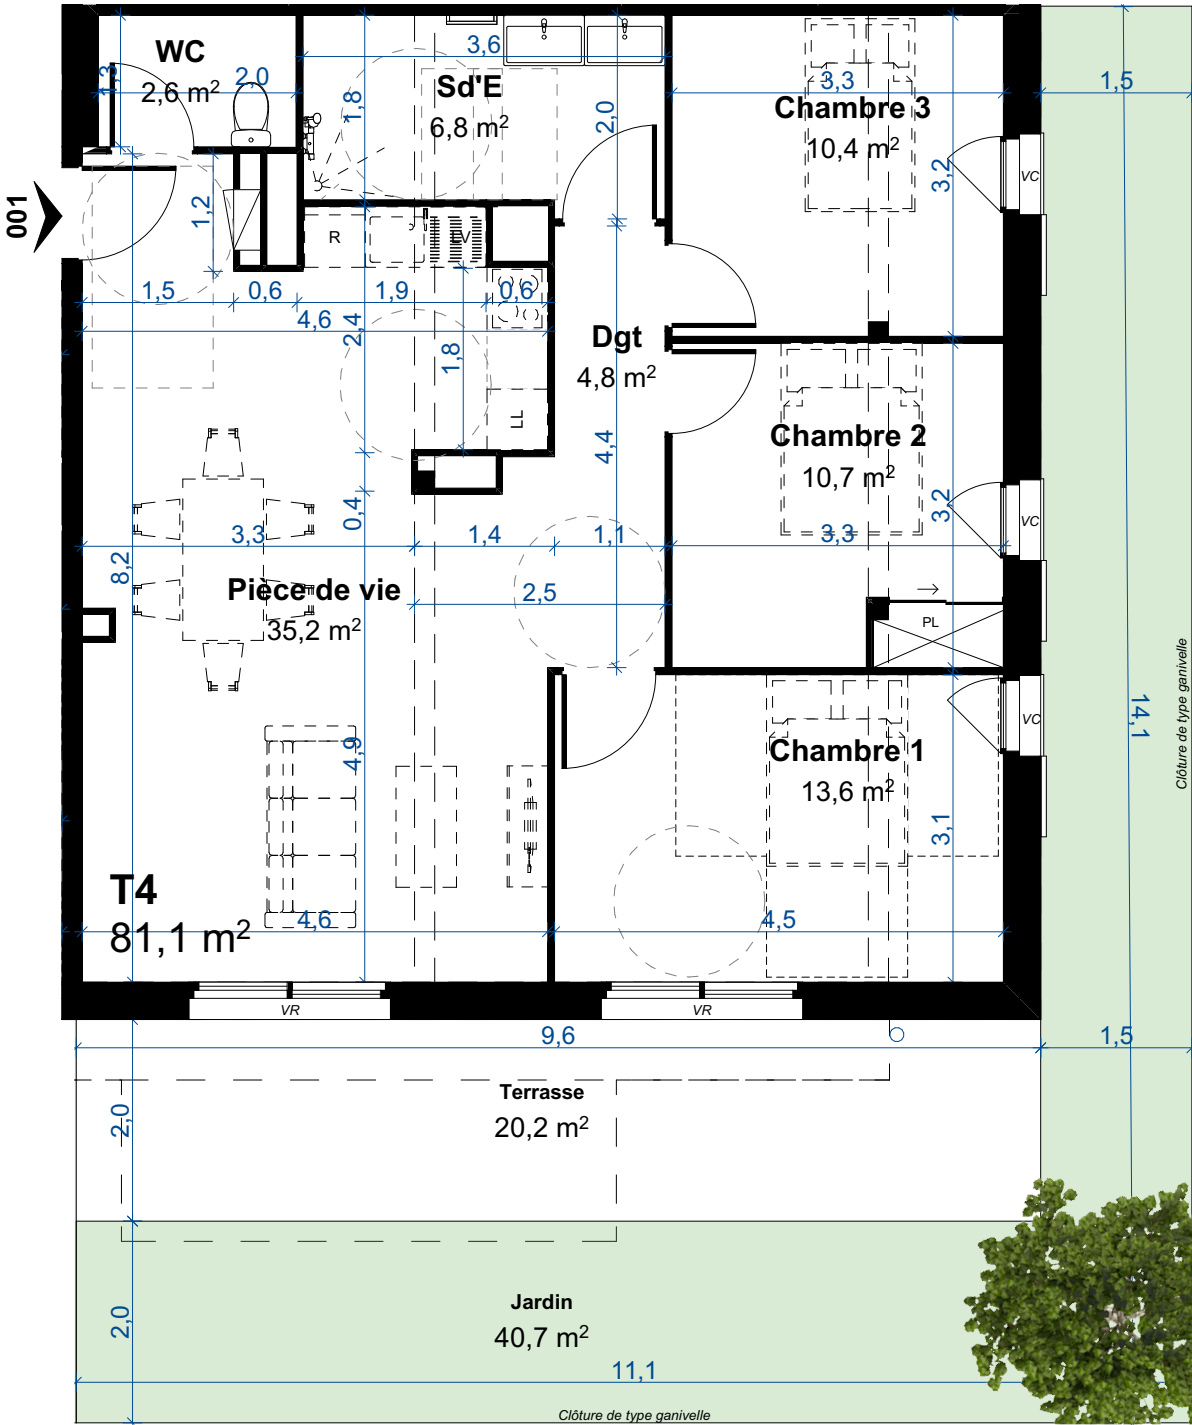 WC
2,6 m²
1,3
2,0
3,6
Sd'E
6,8 m²
1,8
2,0
Chambre 3
10,4 m²
3,3
3,2
1,5
VC
001
1,2
R
LV
1,5
0,6
1,9
0,6
4,6
2,4
1,8
LL
Dgt
4,8 m²
4,4
Chambre 2
10,7 m²
3,2
3,3
VC
0,4
3,3
1,4
1,1
8,2
2,5
Pièce de vie
35,2 m²
PL
Chambre 1
13,6 m²
VC
3,1
4,9
14,1
Clôture de type ganivelle
T4
81,1 m²
4,6
4,5
VR
VR
9,6
1,5
Terrasse
20,2 m²
2,0
Jardin
40,7 m²
2,0
11,1
Clôture de type ganivelle